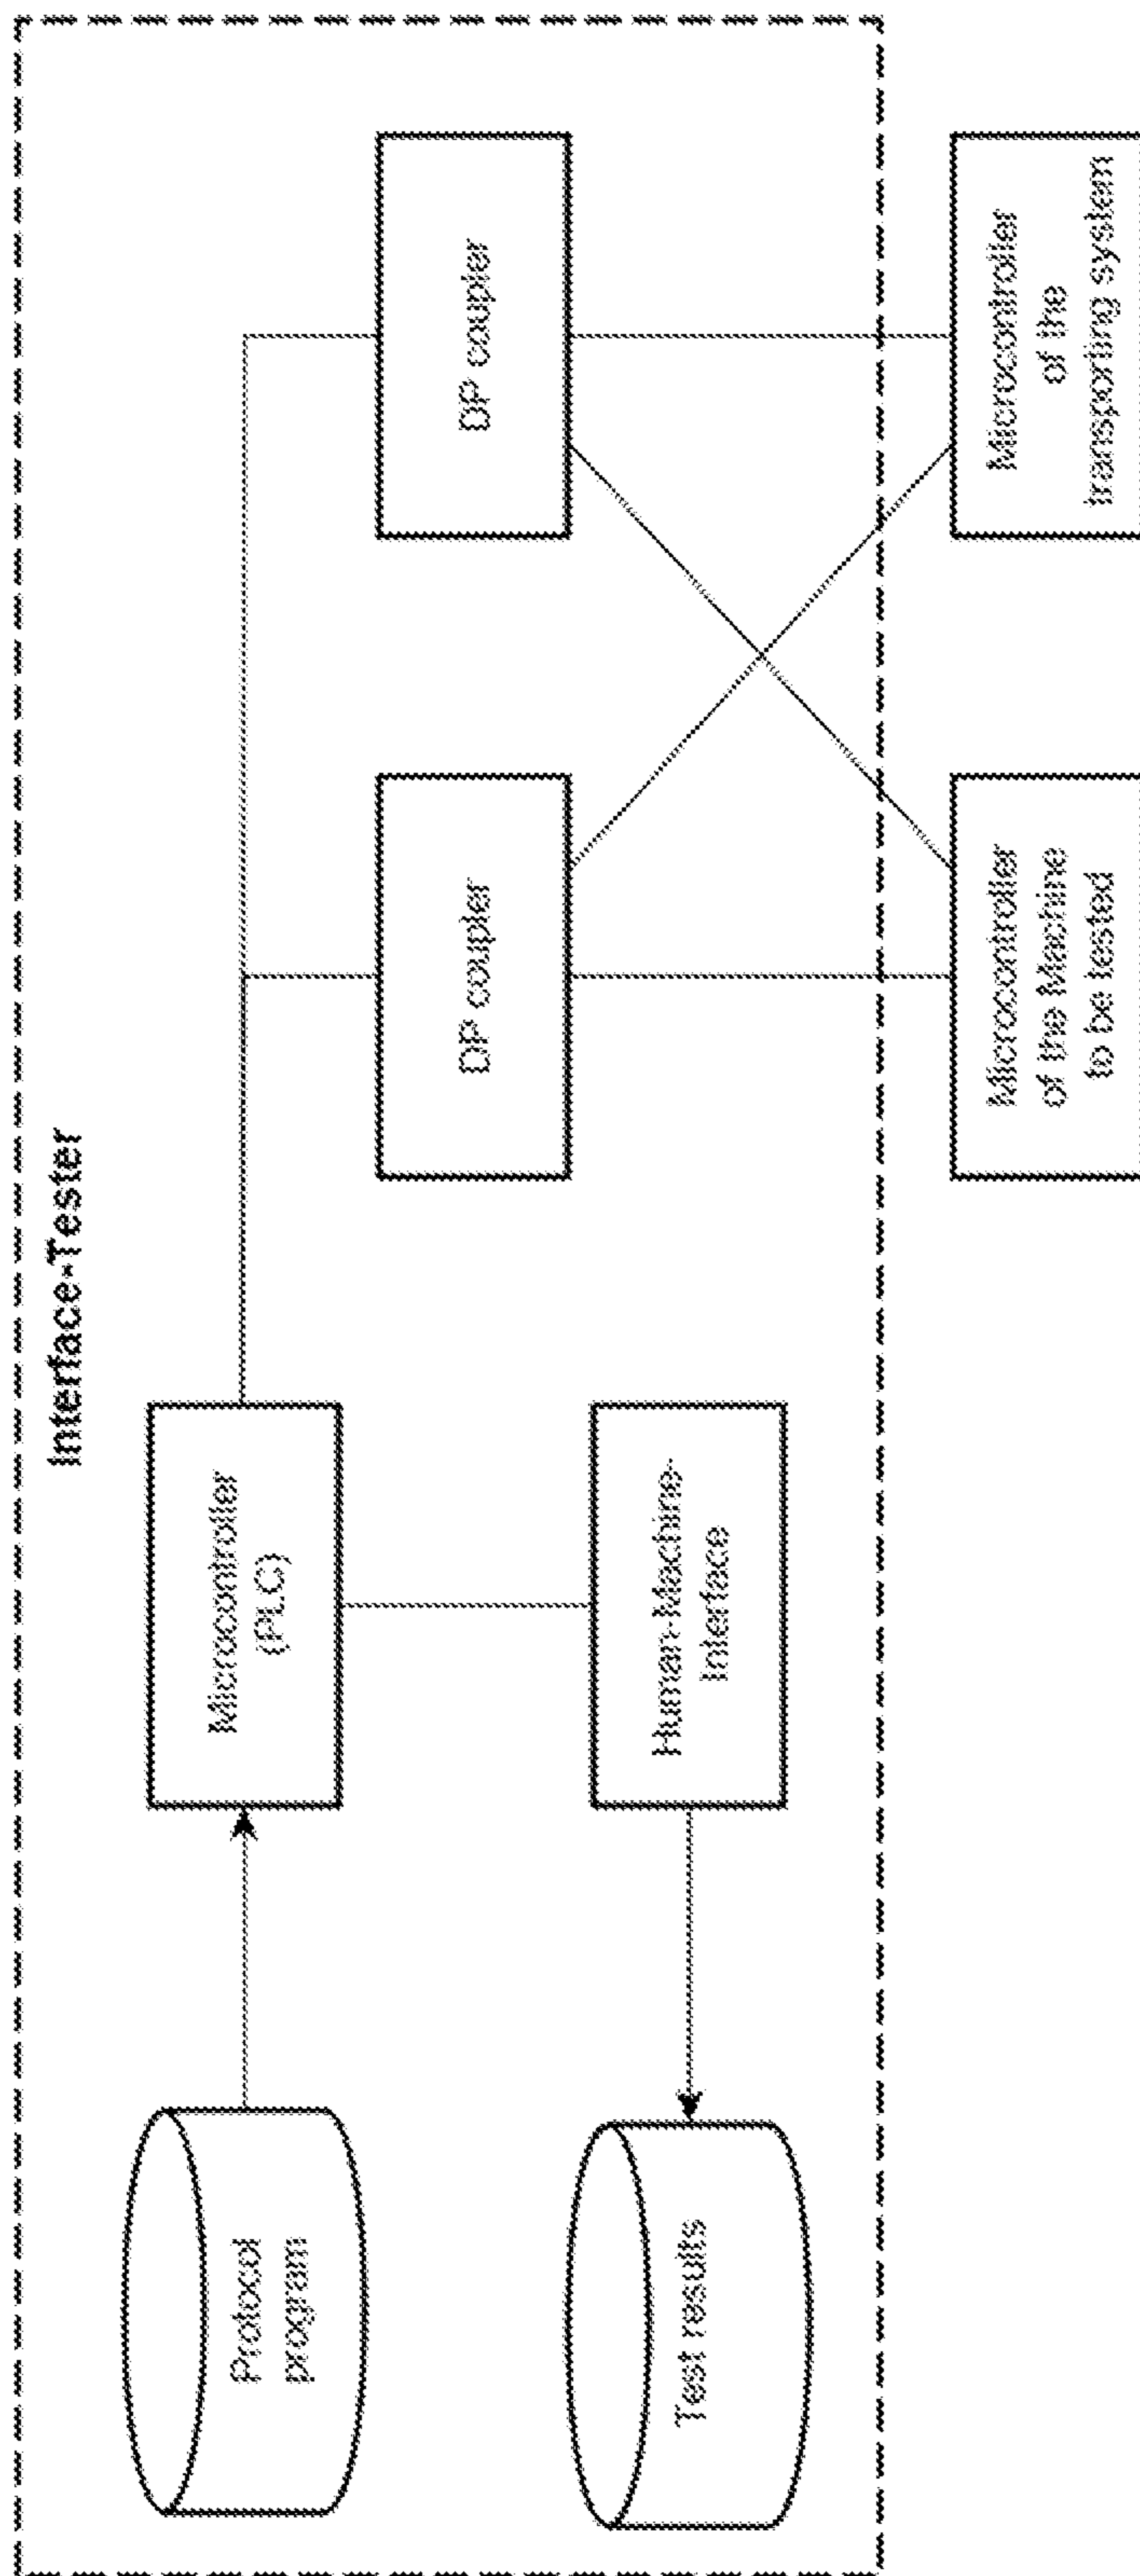 Interface-Tester
Protocol
program
Microcontroller
(PLC)
DP coupler
DP coupler
Test results
Human-Machine-
Interface
Microcontroller
of the Machine
to be tested
Microcontroller
of the
transporting system